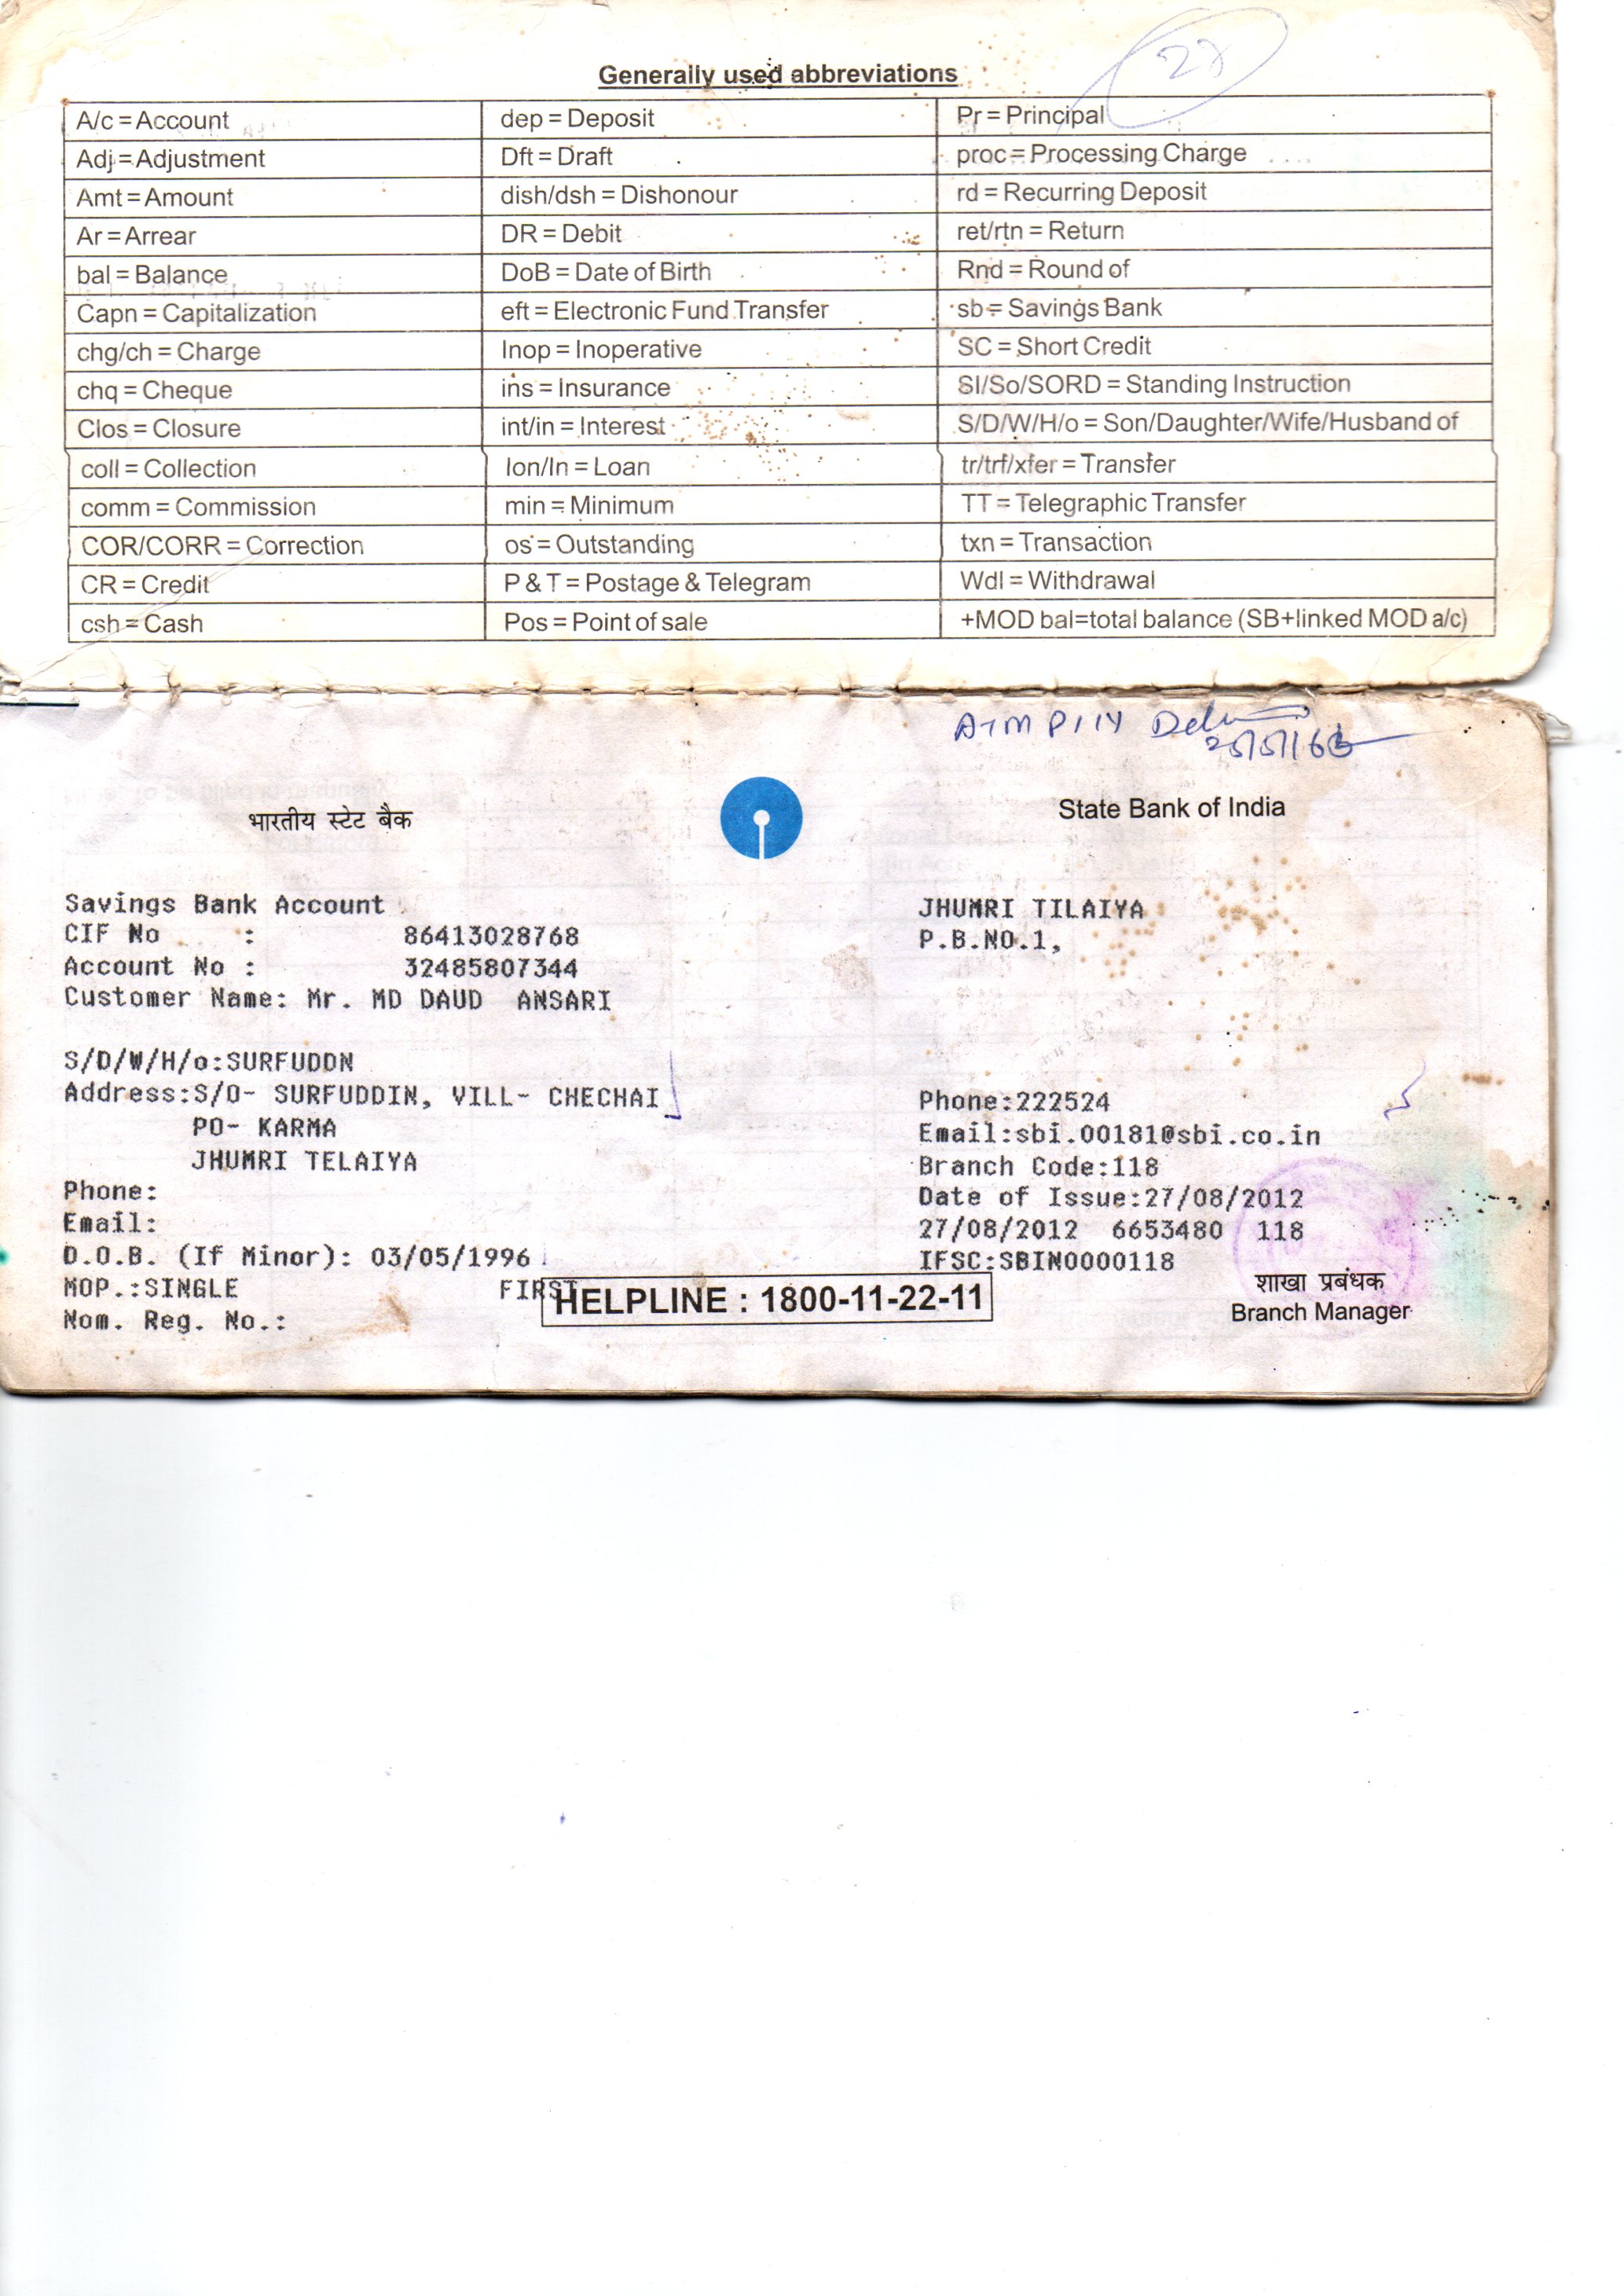 27
Generally used abbreviations
A/c = Account dep = Deposit Pr = Principal
Adj = Adjustment Dft = Draft proc = Processing Charge
Amt = Amount dish/dsh = Dishonour rd = Recurring Deposit
Ar = Arrear DR = Debit ret/rtn = Return
bal = Balance DoB = Date of Birth Rnd = Round of
Capn = Capitalization eft = Electronic Fund Transfer sb = Savings Bank
chg/ch = Charge Inop = Inoperative SC = Short Credit
chq = Cheque ins = Insurance SI/So/SORD = Standing Instruction
Clos = Closure int/in = Interest S/D/W/H/o = Son/Daughter/Wife/Husband of
coll = Collection lon/ln = Loan tr/trf/xfer = Transfer
comm = Commission min = Minimum TT = Telegraphic Transfer
COR/CORR = Correction os = Outstanding txn = Transaction
CR = Credit P & T = Postage & Telegram Wdl = Withdrawal
csh = Cash Pos = Point of sale +MOD bal=total balance (SB+linked MOD a/c)
ATM PIN
भारतीय स्टेट बैंक State Bank of India
Savings Bank Account JHUMRI TILAIYA
CIF No : 86413028768 P.B.NO.1,
Account No : 32485807344
Customer Name: Mr. MD DAUD ANSARI
S/D/W/H/o:SURFUDDN
Address:S/O- SURFUDDIN, VILL- CHECHAI Phone:222524
PO- KARMA Email:sbi.00181@sbi.co.in
JHUMRI TELAIYA Branch Code:118
Phone: Date of Issue:27/08/2012
Email: 27/08/2012 6653480 118
D.O.B. (If Minor): 03/05/1996 IFSC:SBIN0000118
MOP.:SINGLE FIRST HELPLINE : 1800-11-22-11 शाखा प्रबंधक
Nom. Reg. No.: Branch Manager